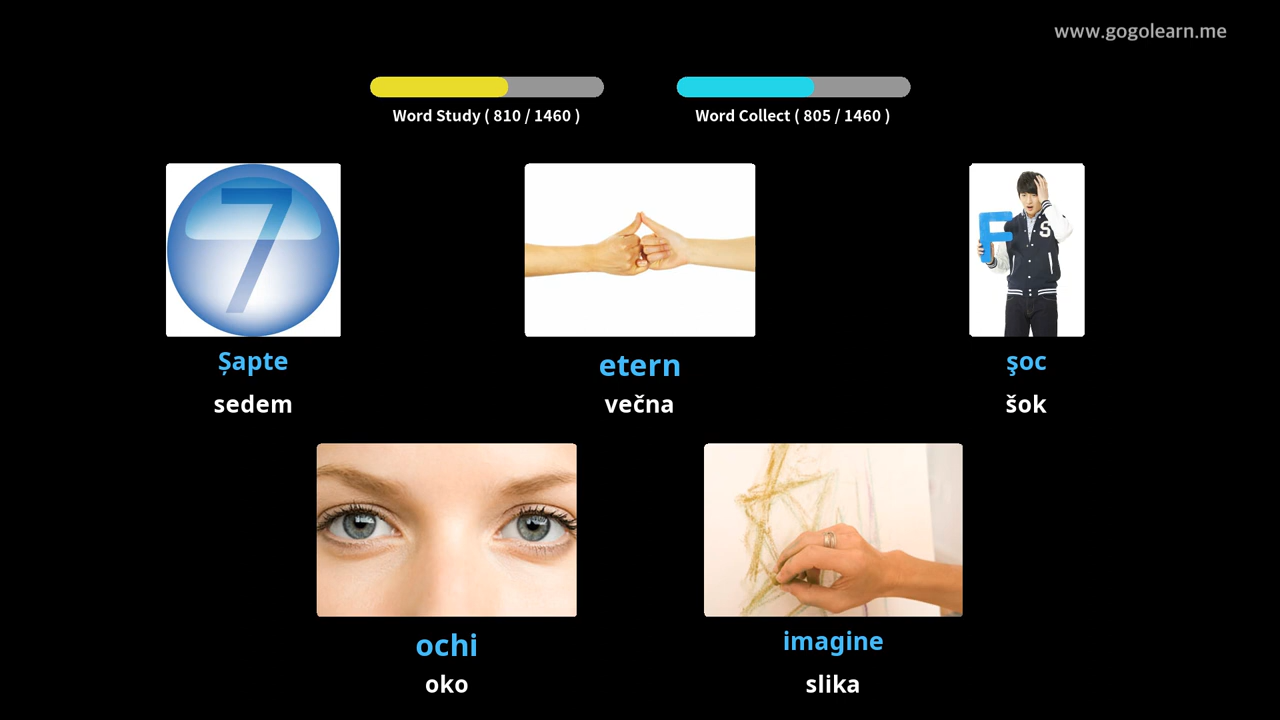 www.gogolearn.me
Word Study ( 810 / 1460 )
Word Collect ( 805 / 1460 )
7
F
S
Șapte
etern
şoc
sedem
večna
šok
ochi
imagine
oko
slika